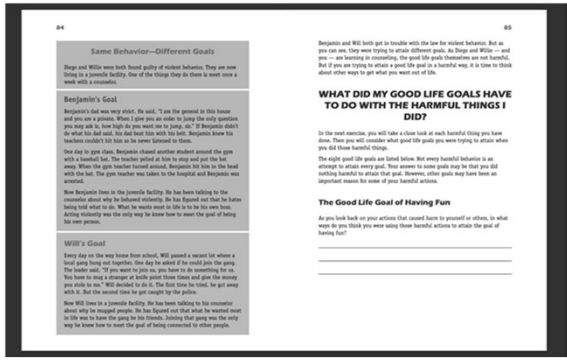 84
Same Behavior—Different Goals
Diego and Willie were both found guilty of violent behavior. They are now
living in a juvenile facility. One of the things they do there is meet once a
week with a counselor.
Benjamin's Goal
Benjamin's dad was very strict. He said, "I am the general in this house
and you are a private. When I give you an order to jump the only question
you may ask is, how high do you want me to jump, sir." If Benjamin didn't
do what his dad said, his dad beat him with his belt. Benjamin knew his
teachers couldn't hit him so he never listened to them.
One day in gym class, Benjamin chased another student around the gym
with a baseball bat. The teacher yelled at him to stop and put the bat
away. When the gym teacher turned around, Benjamin hit him in the head
with the bat. The gym teacher was taken to the hospital and Benjamin was
arrested.
Now Benjamin lives in the juvenile facility. He has been talking to the
counselor about why he behaved violently. He has figured out that he hates
being told what to do. What he wants most in life is to be his own boss.
Acting violently was the only way he knew how to meet the goal of being
his own person.
Will's Goal
Every day on the way home from school, Will passed a vacant lot where a
local gang hung out together. One day he asked if he could join the gang.
The leader said, "If you want to join us, you have to do something for us.
You have to mug a stranger at knife point three times and give the money
you stole to me." Will decided to do it. The first time he tried, he got away
with it. But the second time he got caught by the police.
Now Will lives in a juvenile facility. He has been talking to his counselor
about why he mugged people. He has figured out that what he wanted most
in life was to have the gang be his friends. Joining that gang was the only
way he knew how to meet the goal of being connected to other people.
85
Benjamin and Will both got in trouble with the law for violent behavior. But as
you can see, they were trying to attain different goals. As Diego and Willie — and
you — are learning in counseling, the good life goals themselves are not harmful.
But if you are trying to attain a good life goal in a harmful way, it is time to think
about other ways to get what you want out of life.
WHAT DID MY GOOD LIFE GOALS HAVE
TO DO WITH THE HARMFUL THINGS I
DID?
In the next exercise, you will take a close look at each harmful thing you have
done. Then you will consider what good life goals you were trying to attain when
you did those harmful things.
The eight good life goals are listed below. Not every harmful behavior is an
attempt to attain every goal. Your answer to some goals may be that you did
nothing harmful to attain that goal. However, other goals may have been an
important reason for some of your harmful actions.
The Good Life Goal of Having Fun
As you look back on your actions that caused harm to yourself or others, in what
ways do you think you were using those harmful actions to attain the goal of
having fun?